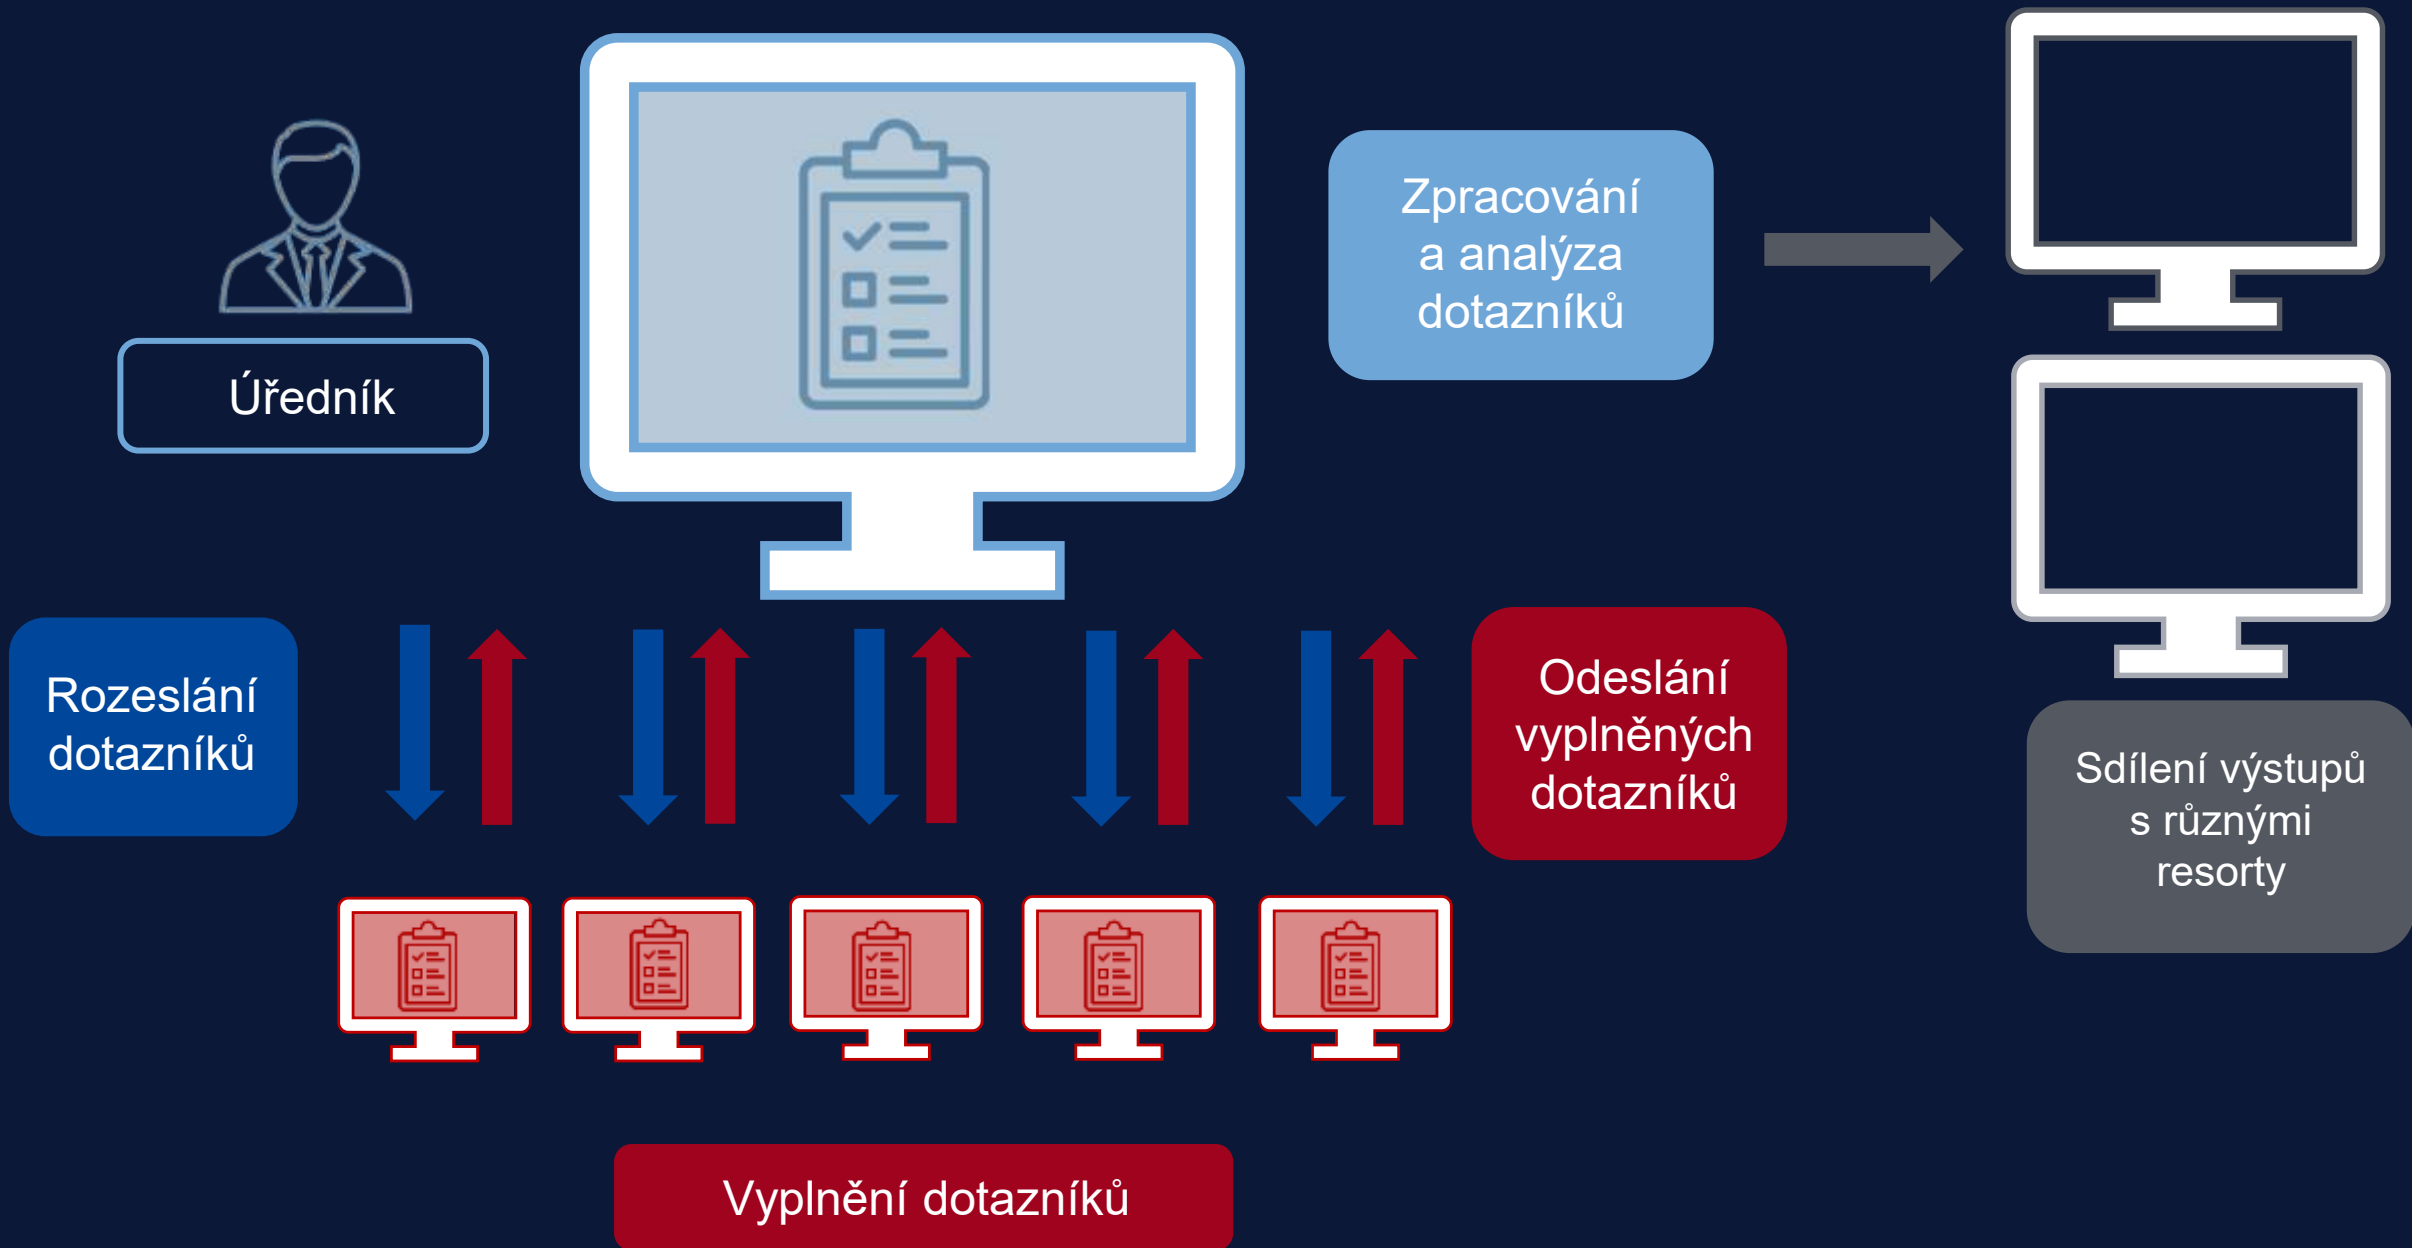 Úředník
Zpracování
a analýza
dotazníků
Rozeslání
dotazníků
Odeslání
vyplněných
dotazníků
Sdílení výstupů
s různými
resorty
Vyplnění dotazníků